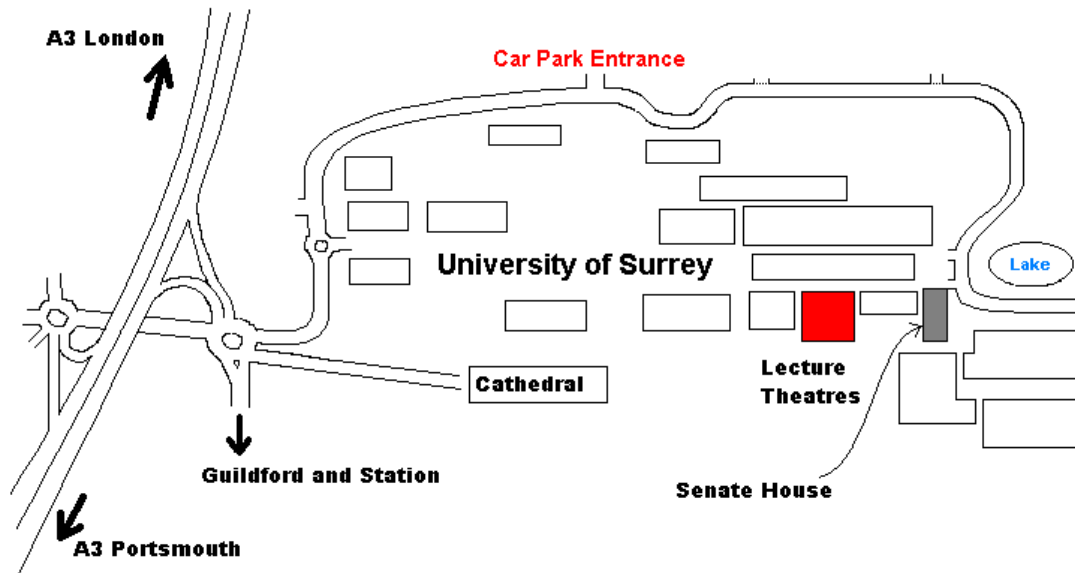 A3 London
Car Park Entrance
University of Surrey
Lake
Lecture
Theatres
Cathedral
Guildford and Station
Senate House
A3 Portsmouth